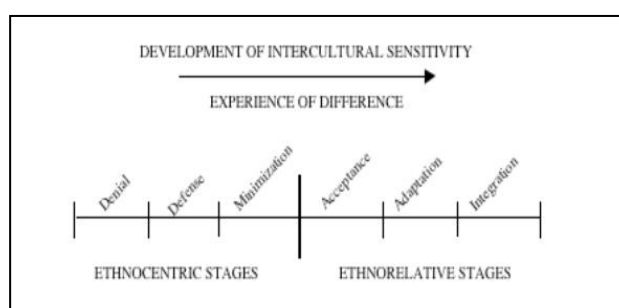 DEVELOPMENT OF INTERCULTURAL SENSITIVITY
EXPERIENCE OF DIFFERENCE
Denial
Defense
Minimization
Acceptance
Adaptation
Integration
ETHNOCENTRIC STAGES
ETHNORELATIVE STAGES